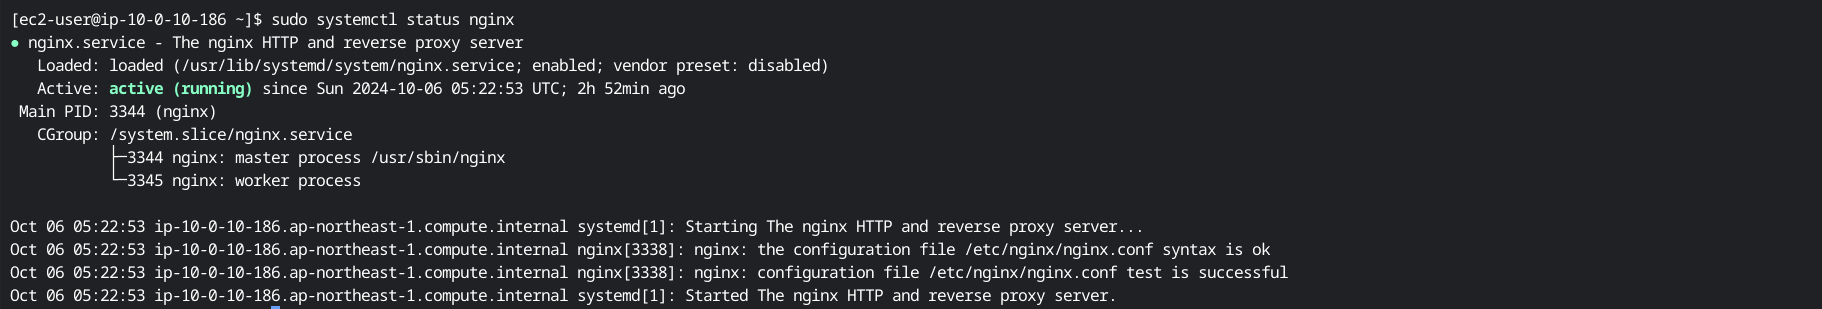 [ec2-user@ip-10-0-10-186 ~]$ sudo systemctl status nginx
● nginx.service - The nginx HTTP and reverse proxy server
   Loaded: loaded (/usr/lib/systemd/system/nginx.service; enabled; vendor preset: disabled)
   Active: active (running) since Sun 2024-10-06 05:22:53 UTC; 2h 52min ago
 Main PID: 3344 (nginx)
   CGroup: /system.slice/nginx.service
           ├─3344 nginx: master process /usr/sbin/nginx
           └─3345 nginx: worker process

Oct 06 05:22:53 ip-10-0-10-186.ap-northeast-1.compute.internal systemd[1]: Starting The nginx HTTP and reverse proxy server...
Oct 06 05:22:53 ip-10-0-10-186.ap-northeast-1.compute.internal nginx[3338]: nginx: the configuration file /etc/nginx/nginx.conf syntax is ok
Oct 06 05:22:53 ip-10-0-10-186.ap-northeast-1.compute.internal nginx[3338]: nginx: configuration file /etc/nginx/nginx.conf test is successful
Oct 06 05:22:53 ip-10-0-10-186.ap-northeast-1.compute.internal systemd[1]: Started The nginx HTTP and reverse proxy server.